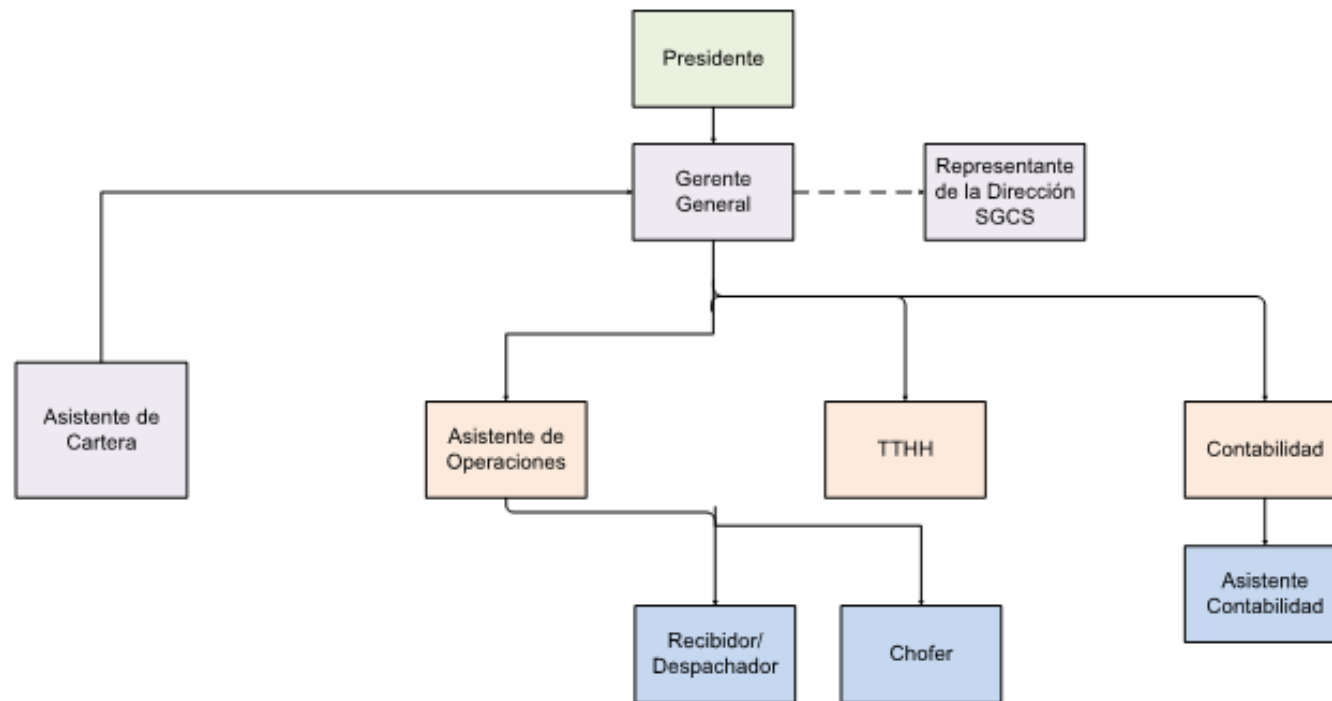 Presidente
Gerente
General
Representante
de la Dirección
SGCS
Asistente de
Cartera
Asistente de
Operaciones
TTHH
Contabilidad
Asistente
Contabilidad
Recibidor/
Despachador
Chofer